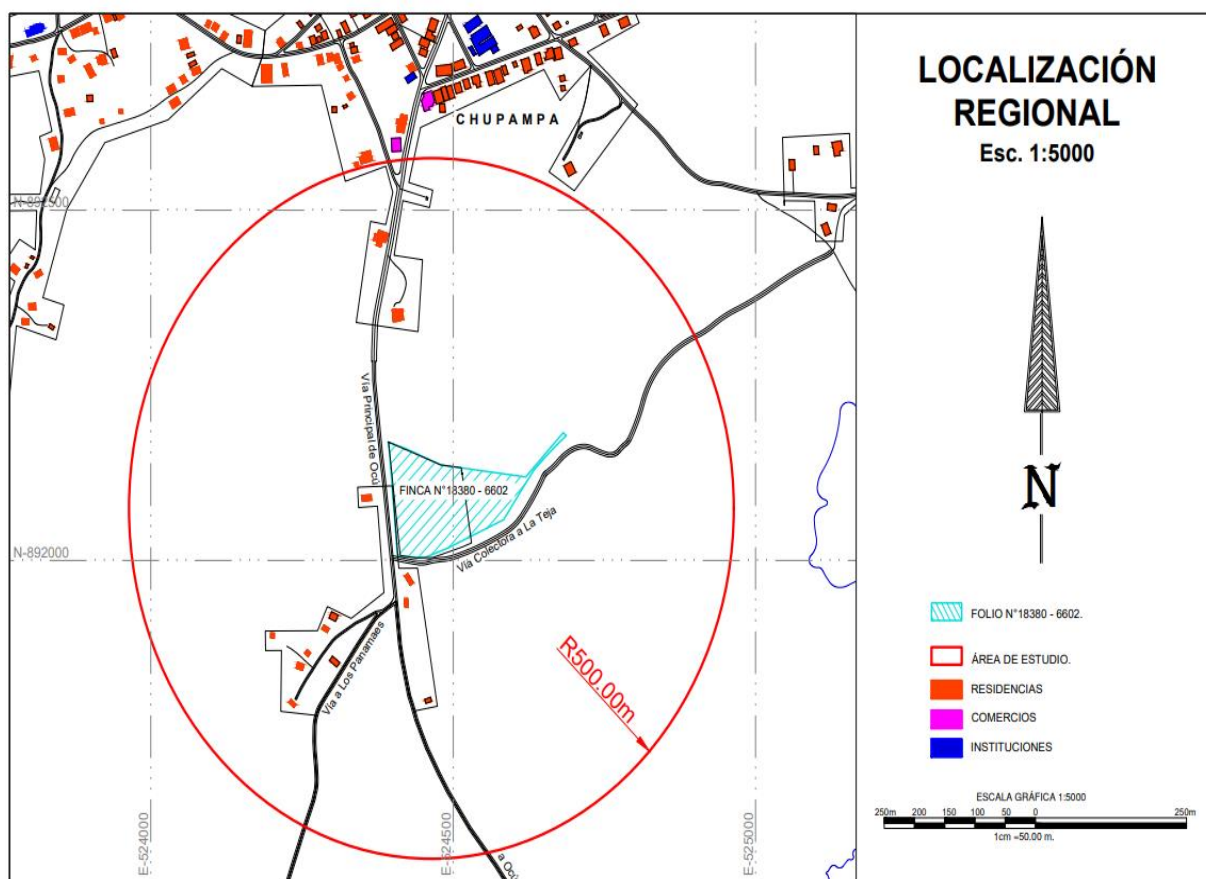 LOCALIZACIÓN
REGIONAL
Esc. 1:5000
CHUPAMPA
N-892500
Vía Principal de Ocú
FINCA N°18380 - 6602
Vía Colectora a La Teja
N-892000
Vía a Los Panamaes
R500.00m
a Ocú
E-524000
E-524500
E-525000
N
FOLIO N°18380 - 6602.
ÁREA DE ESTUDIO.
RESIDENCIAS
COMERCIOS
INSTITUCIONES
ESCALA GRÁFICA 1:5000
250m 200 150 100 50 0 250m
1cm =50.00 m.